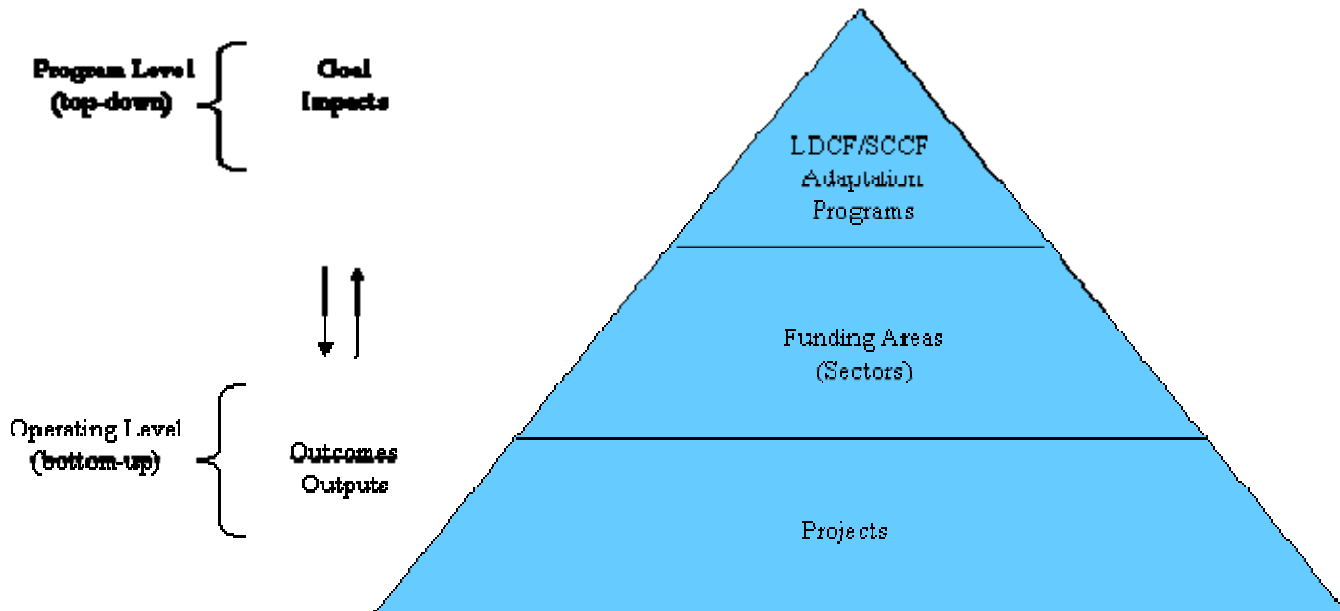 Program Level
(top-down)
Goal
Impacts
LDCF/SCCF
Adaptation
Programs
Funding Areas
(Sectors)
Operating Level
(bottom-up)
Outcomes
Outputs
Projects